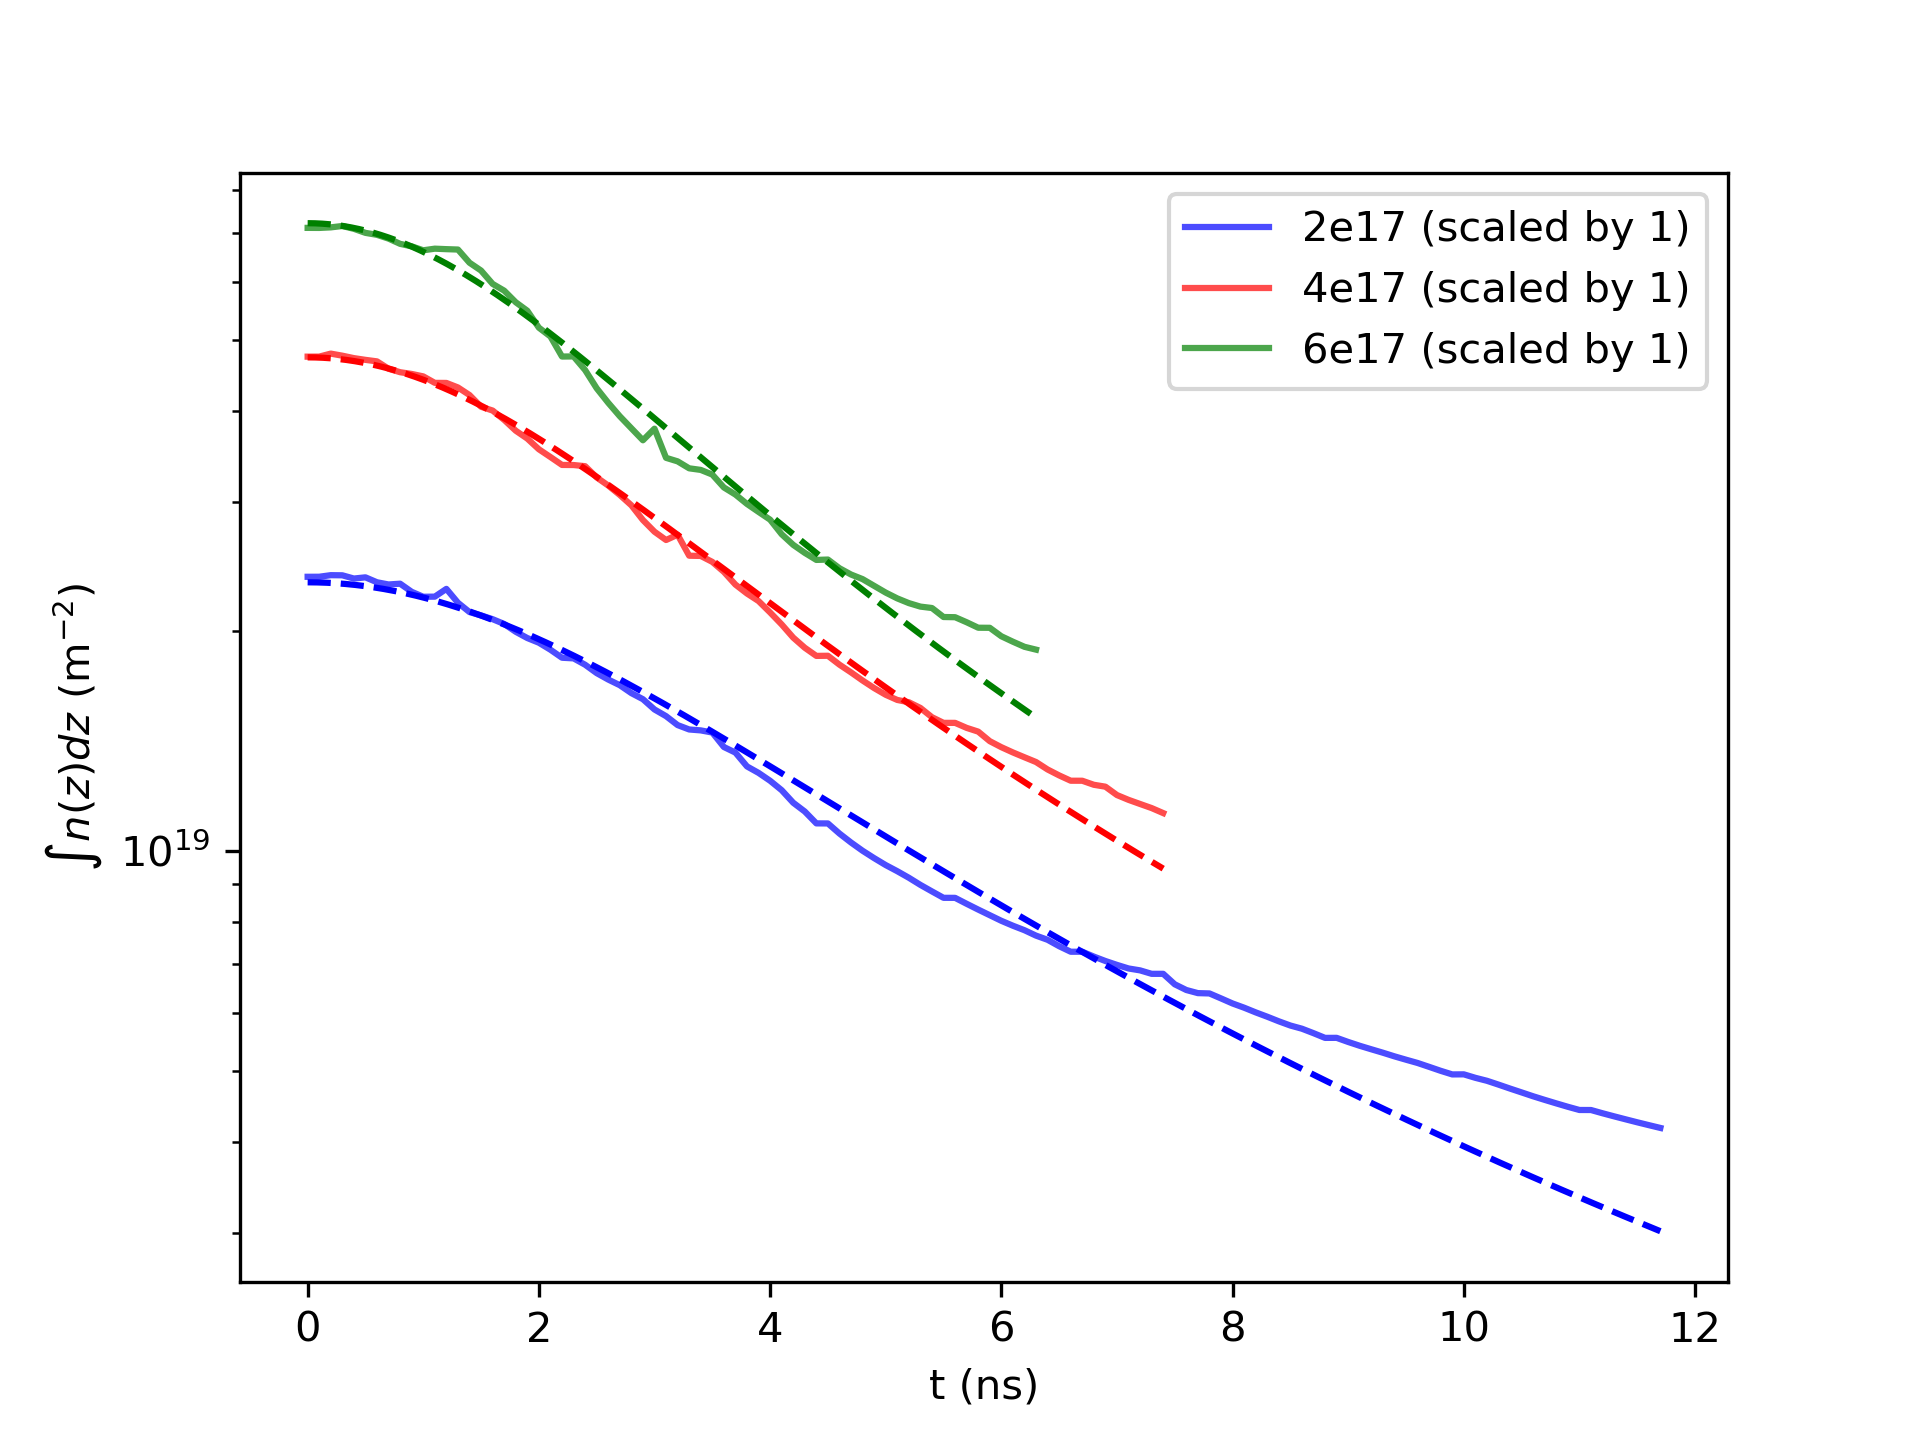 2e17 (scaled by 1)
4e17 (scaled by 1)
6e17 (scaled by 1)
∫ n(z)dz (m⁻²)
10¹⁹
0 2 4 6 8 10 12
t (ns)